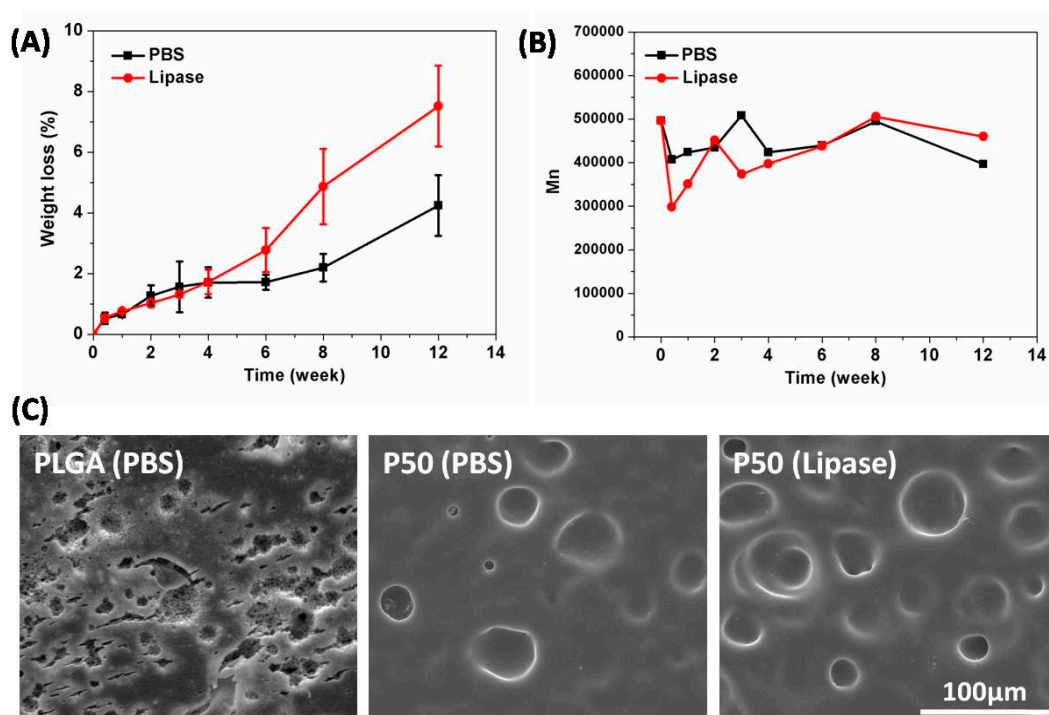 (A)
10
8
6
4
2
0
Weight loss (%)
PBS
Lipase
0 2 4 6 8 10 12 14
Time (week)
(B)
700000
600000
500000
400000
300000
200000
100000
0
Mn
PBS
Lipase
0 2 4 6 8 10 12 14
Time (week)
(C)
PLGA (PBS)
P50 (PBS)
P50 (Lipase)
100μm